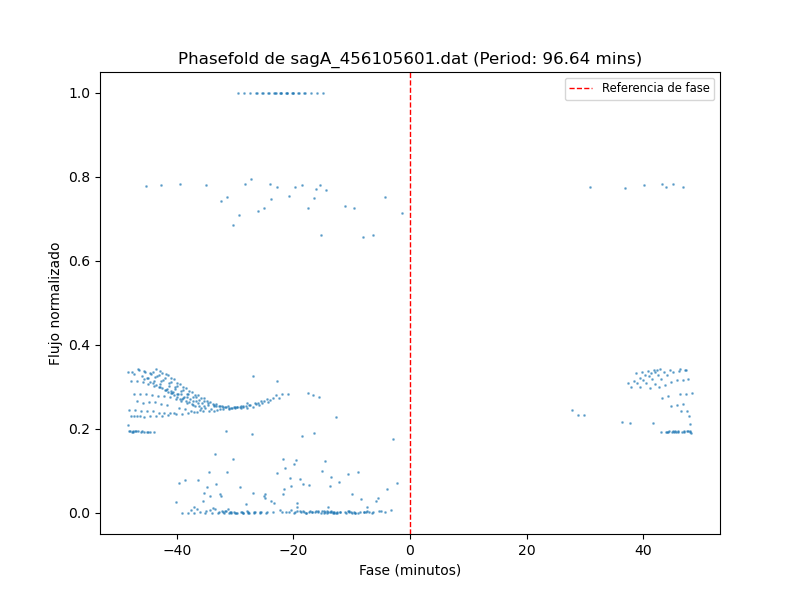 Phasefold de sagA_456105601.dat (Period: 96.64 mins)
Referencia de fase
1.0
0.8
0.6
0.4
0.2
0.0
Flujo normalizado
−40
−20
0
20
40
Fase (minutos)